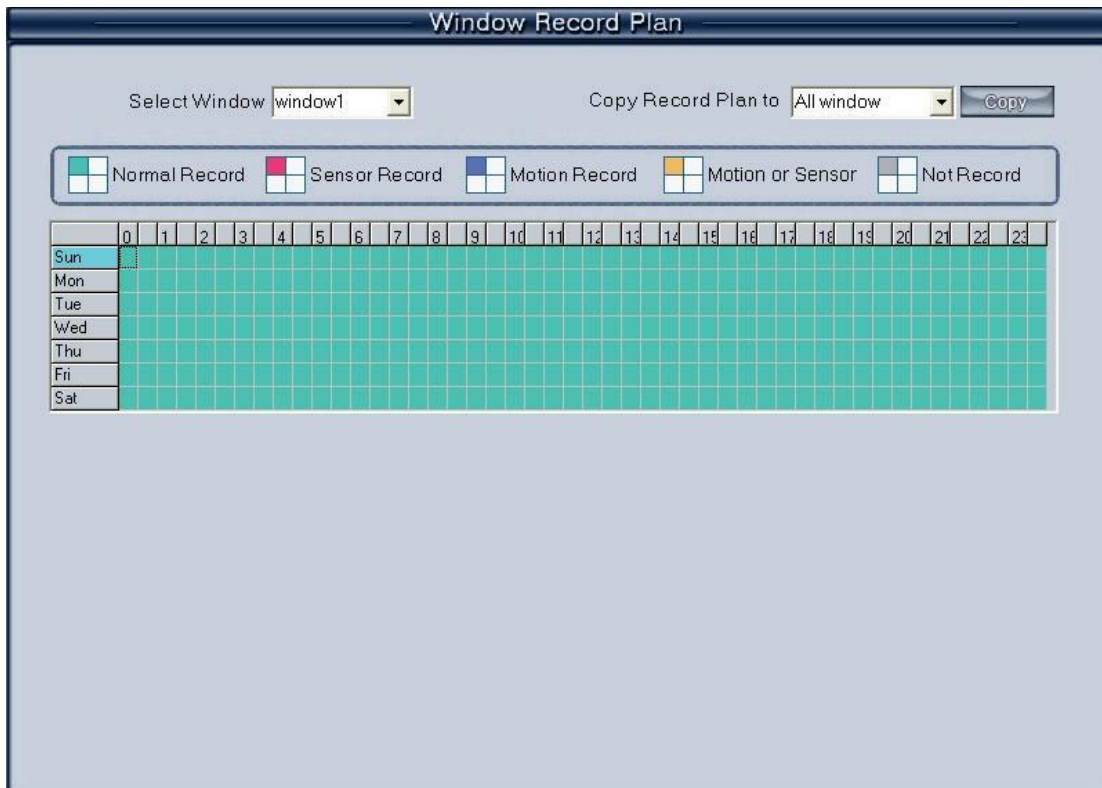 Window Record Plan
Select Window window1 Copy Record Plan to All window Copy
Normal Record Sensor Record Motion Record Motion or Sensor Not Record
0 1 2 3 4 5 6 7 8 9 10 11 12 13 14 15 16 17 18 19 20 21 22 23
Sun
Mon
Tue
Wed
Thu
Fri
Sat